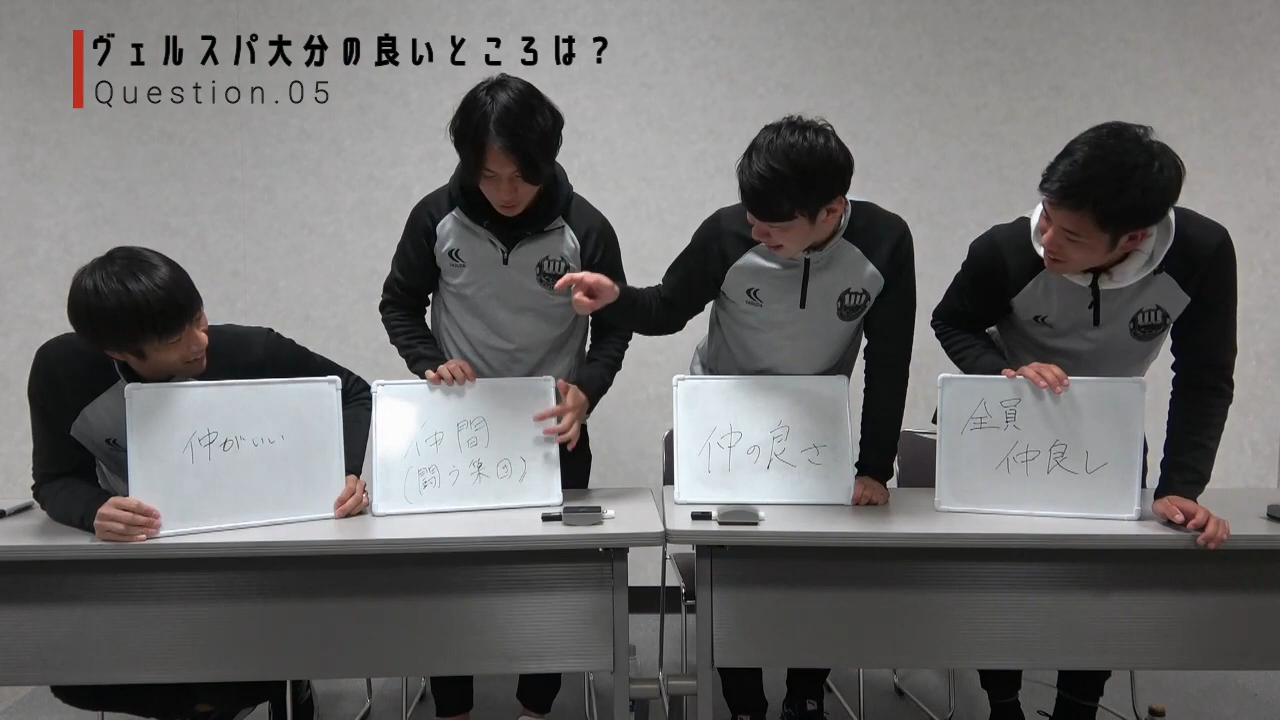 ヴェルスパ大分の良いところは?
Question.05
仲がいい
仲間
(闘う集団)
仲の良さ
全員
仲良し